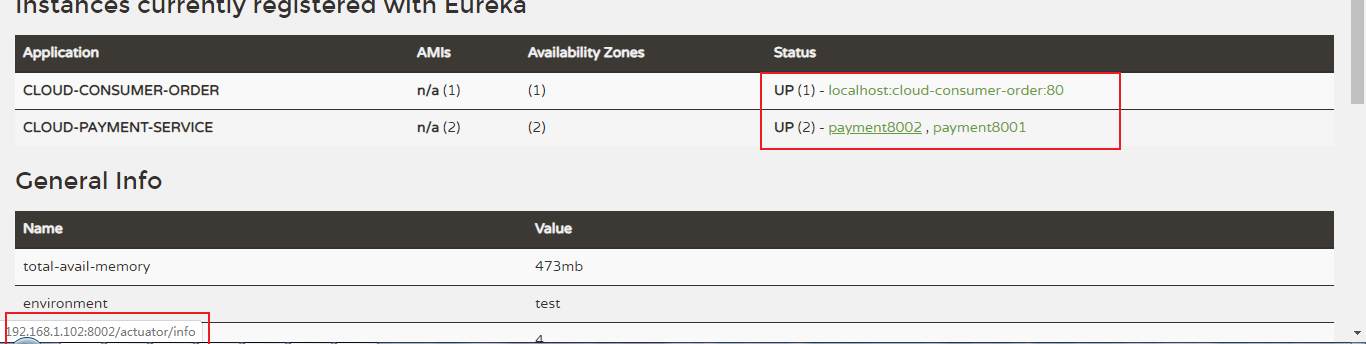 Instances currently registered with Eureka
Application AMIs Availability Zones Status
CLOUD-CONSUMER-ORDER n/a (1) (1) UP (1) - localhost:cloud-consumer-order:80
CLOUD-PAYMENT-SERVICE n/a (2) (2) UP (2) - payment8002 , payment8001
General Info
Name Value
total-avail-memory 473mb
environment test
192.168.1.102:8002/actuator/info 4